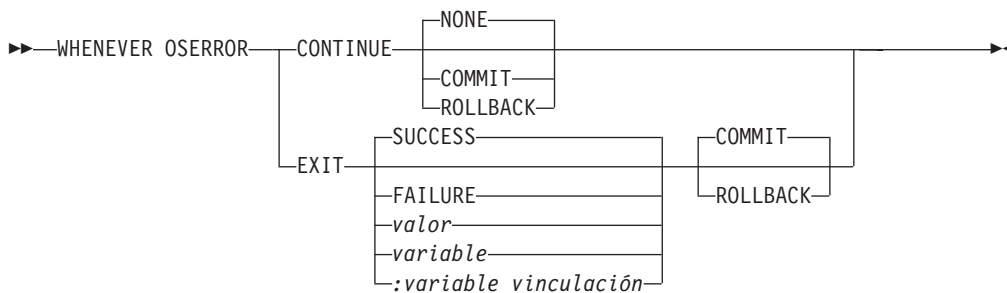 NONE
WHENEVER OSERROR CONTINUE
COMMIT
ROLLBACK
SUCCESS COMMIT
EXIT
FAILURE ROLLBACK
valor
variable
:variable vinculación